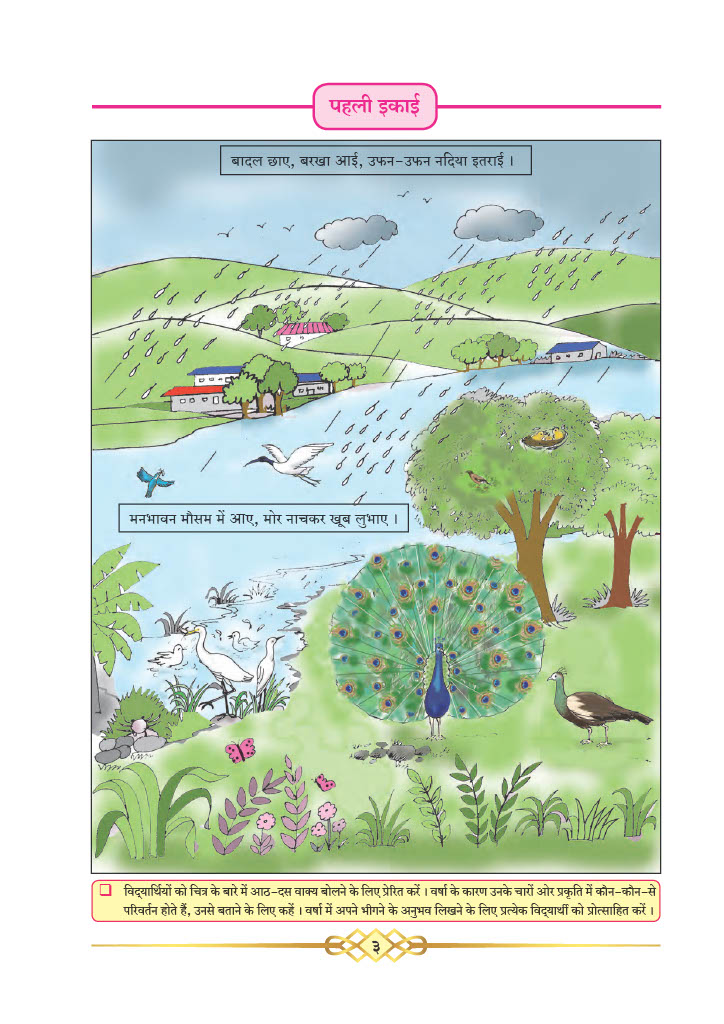 पहली इकाई
बादल छाए, बरखा आई, उफन-उफन नदिया इतराई ।
मनभावन मौसम में आए, मोर नाचकर खूब लुभाए ।
❑ विद्‌यार्थियों को चित्र के बारे में आठ-दस वाक्य बोलने के लिए प्रेरित करें । वर्षा के कारण उनके चारों ओर प्रकृति में कौन-कौन-से
परिवर्तन होते हैं, उनसे बताने के लिए कहें । वर्षा में अपने भीगने के अनुभव लिखने के लिए प्रत्येक विद्‌यार्थी को प्रोत्साहित करें ।
३